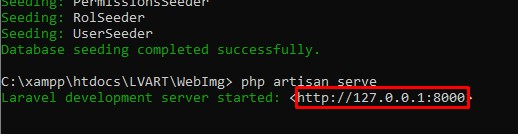 Seeding: PermissionsSeeder
Seeding: RolSeeder
Seeding: UserSeeder
Database seeding completed successfully.
C:\xampp\htdocs\LVART\WebImg> php artisan serve
Laravel development server started: <http://127.0.0.1:8000>